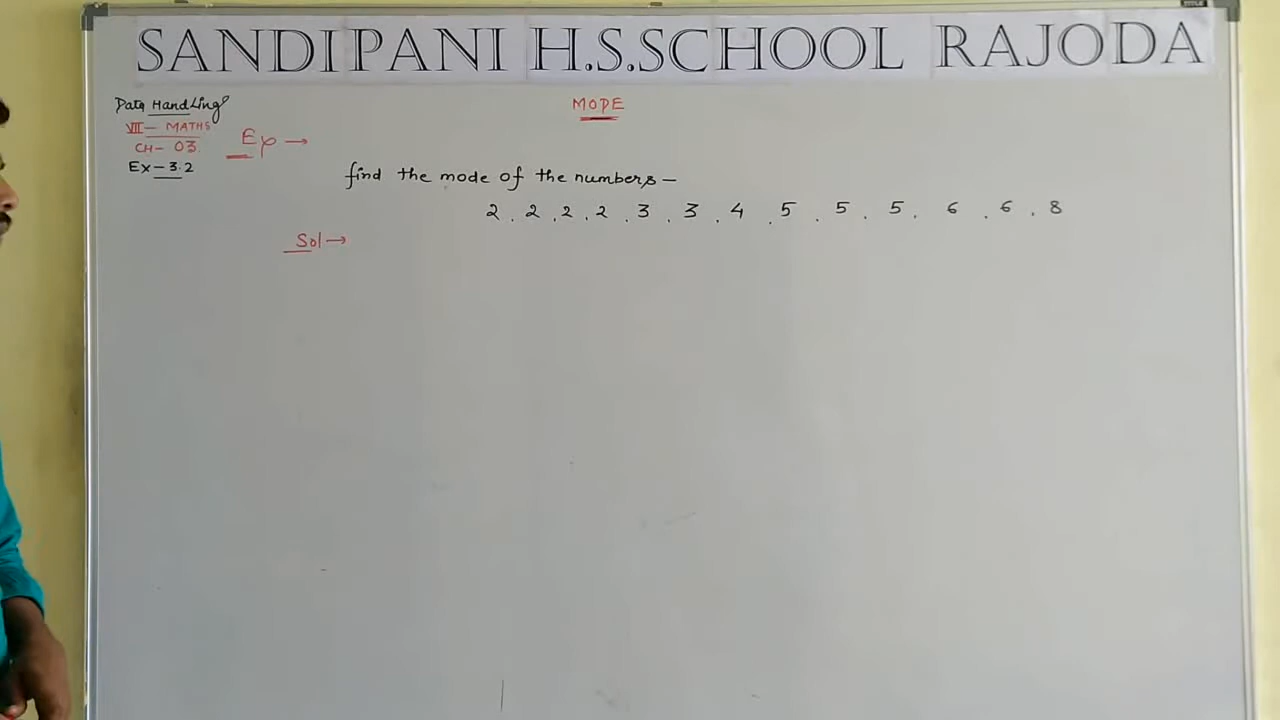 SANDIPANI H.S.SCHOOL RAJODA
Data Handling
VII - MATHS
CH- 03.
Ex-3.2
MODE
Ex →
find the mode of the numbers -
2, 2, 2, 2, 3, 3, 4, 5, 5, 5, 6, 6, 8
Sol →